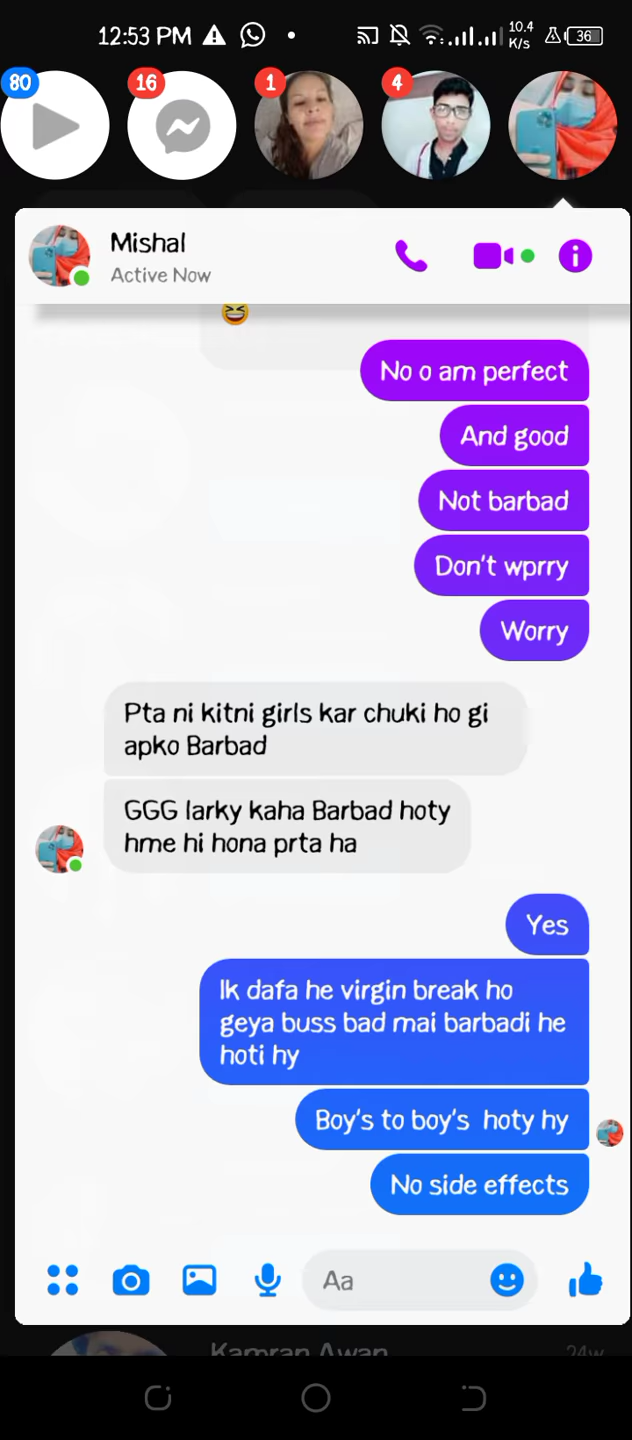 12:53 PM
10.4
K/s
36
80
16
1
4
Mishal
Active Now
😆
No o am perfect
And good
Not barbad
Don't wprry
Worry
Pta ni kitni girls kar chuki ho gi
apko Barbad
GGG larky kaha Barbad hoty
hme hi hona prta ha
Yes
Ik dafa he virgin break ho
geya buss bad mai barbadi he
hoti hy
Boy's to boy's hoty hy
No side effects
Aa
Kamran Awan
24w